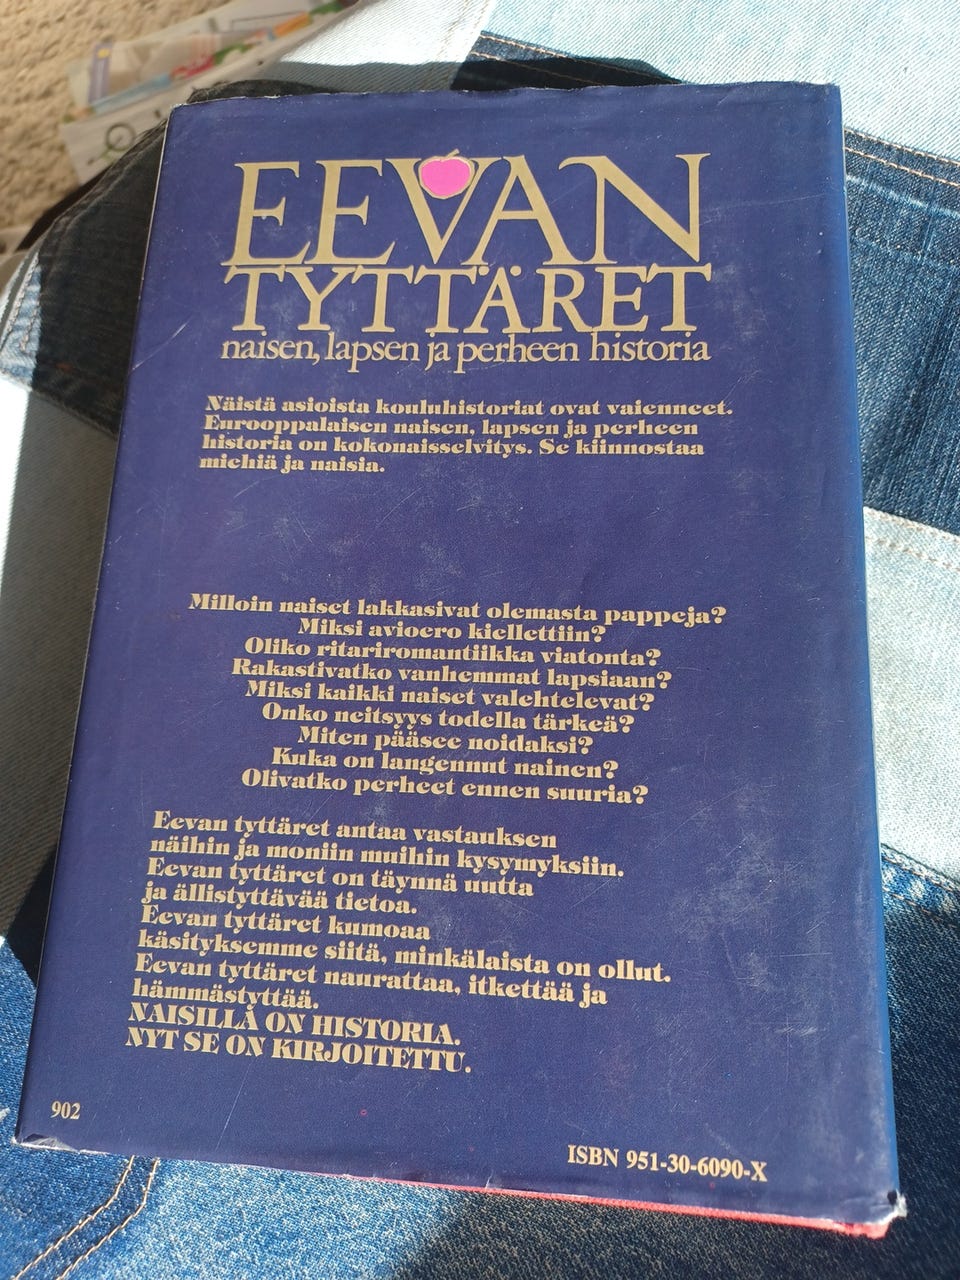 EEVAN
TYTTÄRET
naisen, lapsen ja perheen historia
Näistä asioista kouluhistoriat ovat vaienneet.
Eurooppalaisen naisen, lapsen ja perheen
historia on kokonaisselvitys. Se kiinnostaa
miehiä ja naisia.
Milloin naiset lakkasivat olemasta pappeja?
Miksi avioero kiellettiin?
Oliko ritariromantiikka viatonta?
Rakastivatko vanhemmat lapsiaan?
Miksi kaikki naiset valehtelevat?
Onko neitsyys todella tärkeä?
Miten pääsee noidaksi?
Kuka on langennut nainen?
Olivatko perheet ennen suuria?
Eevan tyttäret antaa vastauksen
näihin ja moniin muihin kysymyksiin.
Eevan tyttäret on täynnä uutta
ja ällistyttävää tietoa.
Eevan tyttäret kumoaa
käsityksemme siitä, minkälaista on ollut.
Eevan tyttäret naurattaa, itkettää ja
hämmästyttää.
NAISILLA ON HISTORIA.
NYT SE ON KIRJOITETTU.
902
ISBN 951-30-6090-X